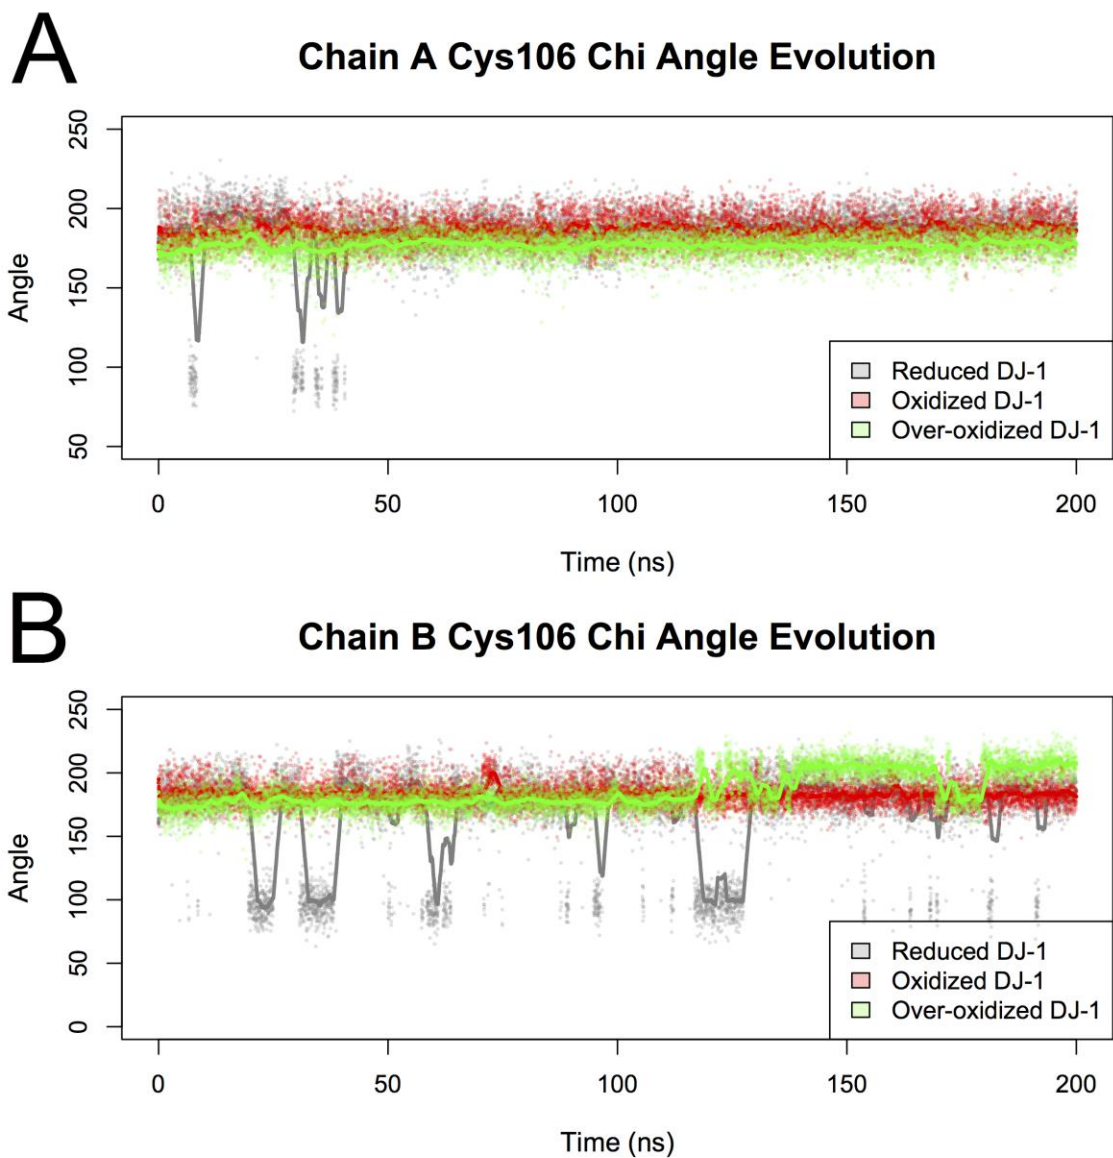 A
Chain A Cys106 Chi Angle Evolution
250
200
150
100
50
Angle
Reduced DJ-1
Oxidized DJ-1
Over-oxidized DJ-1
0 50 100 150 200
Time (ns)
B
Chain B Cys106 Chi Angle Evolution
250
200
150
100
50
0
Angle
Reduced DJ-1
Oxidized DJ-1
Over-oxidized DJ-1
0 50 100 150 200
Time (ns)